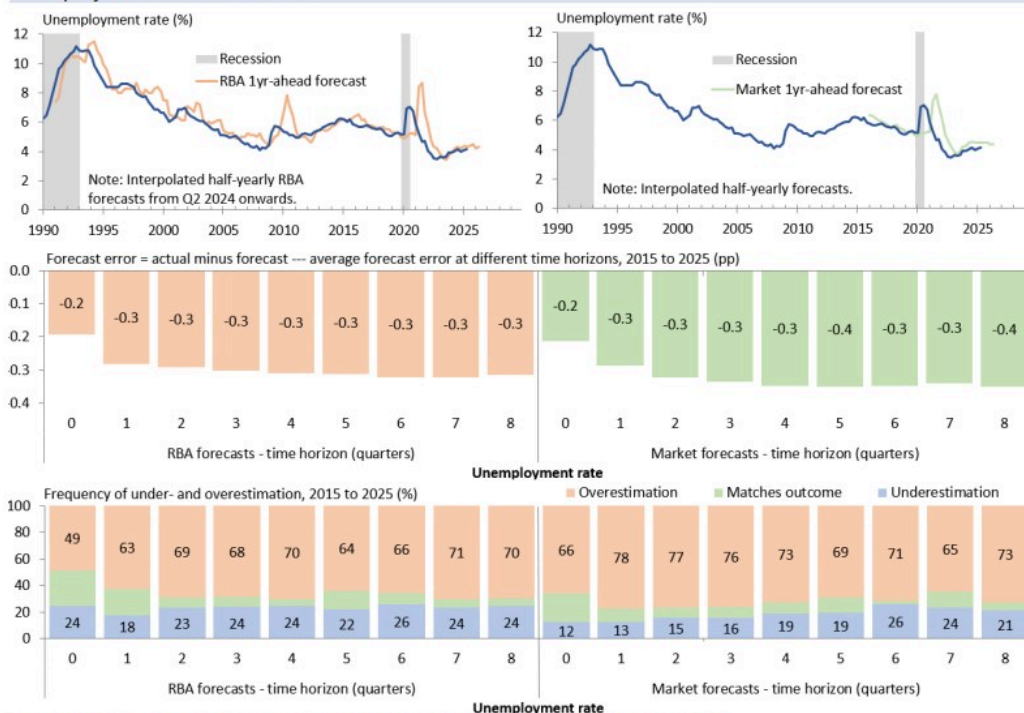 Unemployment rate (%)
12
10
8
6
4
2
0
Recession
RBA 1yr-ahead forecast
Note: Interpolated half-yearly RBA
forecasts from Q2 2024 onwards.
1990 1995 2000 2005 2010 2015 2020 2025
Unemployment rate (%)
12
10
8
6
4
2
0
Recession
Market 1yr-ahead forecast
Note: Interpolated half-yearly forecasts.
1990 1995 2000 2005 2010 2015 2020 2025
Forecast error = actual minus forecast --- average forecast error at different time horizons, 2015 to 2025 (pp)
0.0
0.1
0.2
0.3
0.4
-0.2 -0.3 -0.3 -0.3 -0.3 -0.3 -0.3 -0.3 -0.3
0 1 2 3 4 5 6 7 8
RBA forecasts - time horizon (quarters)
-0.2 -0.3 -0.3 -0.3 -0.3 -0.4 -0.3 -0.3 -0.4
0 1 2 3 4 5 6 7 8
Market forecasts - time horizon (quarters)
Unemployment rate
Frequency of under- and overestimation, 2015 to 2025 (%)
Overestimation Matches outcome Underestimation
100
80
60
40
20
0
49 63 69 68 70 64 66 71 70
24 18 23 24 24 22 26 24 24
0 1 2 3 4 5 6 7 8
RBA forecasts - time horizon (quarters)
66 78 77 76 73 69 71 65 73
12 13 15 16 19 19 26 24 21
0 1 2 3 4 5 6 7 8
Market forecasts - time horizon (quarters)
Unemployment rate